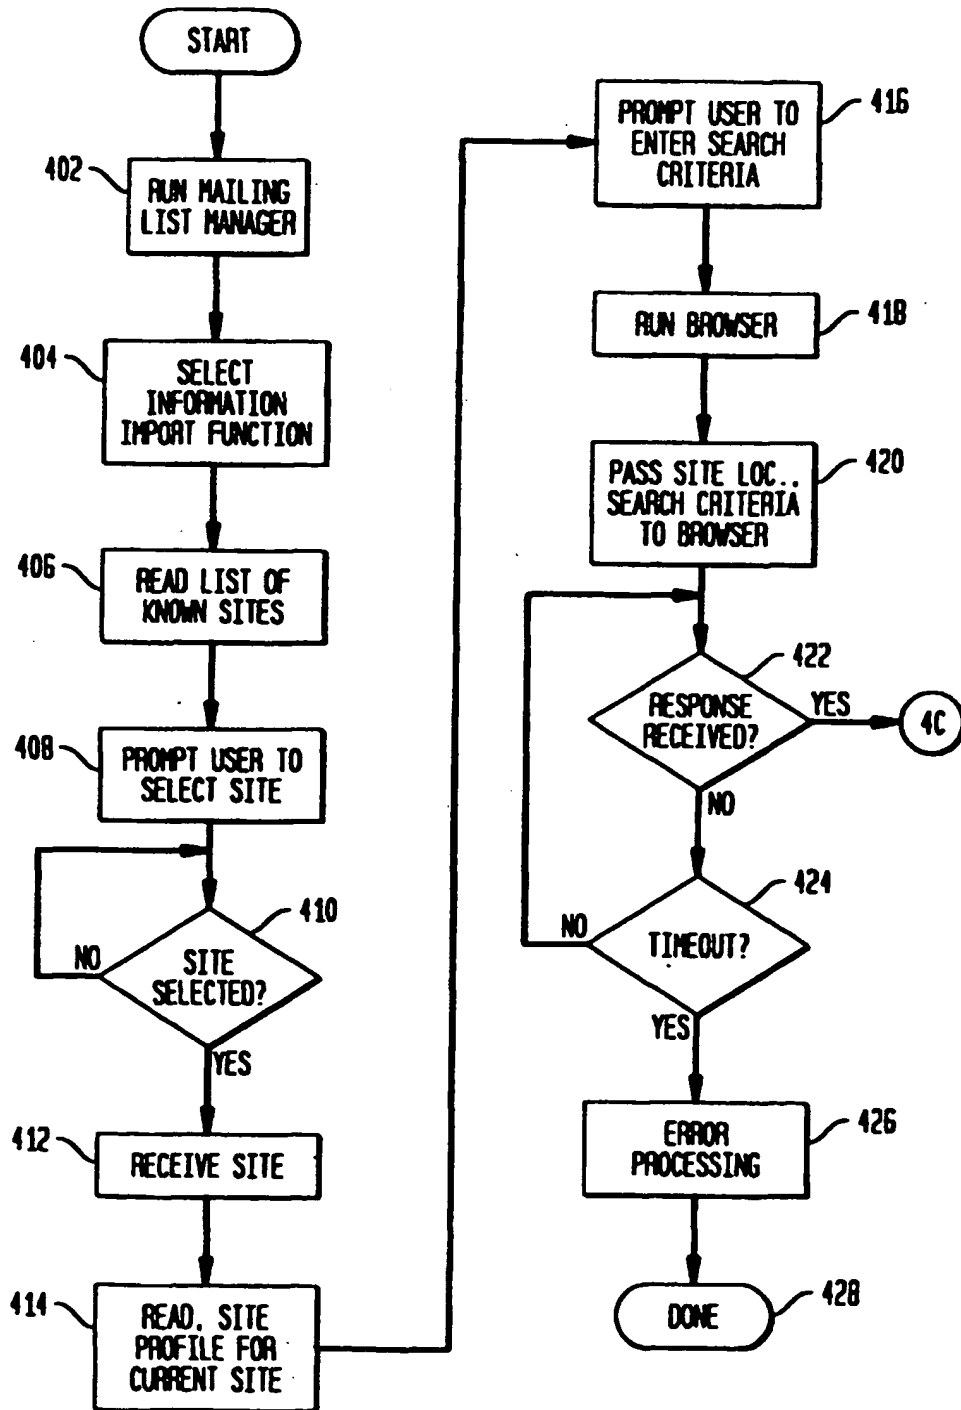 START
402
RUN MAILING
LIST MANAGER
404
SELECT
INFORMATION
IMPORT FUNCTION
406
READ LIST OF
KNOWN SITES
408
PROMPT USER TO
SELECT SITE
410
NO
SITE
SELECTED?
YES
412
RECEIVE SITE
414
READ. SITE
PROFILE FOR
CURRENT SITE
416
PROMPT USER TO
ENTER SEARCH
CRITERIA
418
RUN BROWSER
420
PASS SITE LOC..
SEARCH CRITERIA
TO BROWSER
422
RESPONSE
RECEIVED?
YES
4C
NO
424
NO
TIMEOUT?
YES
426
ERROR
PROCESSING
428
DONE